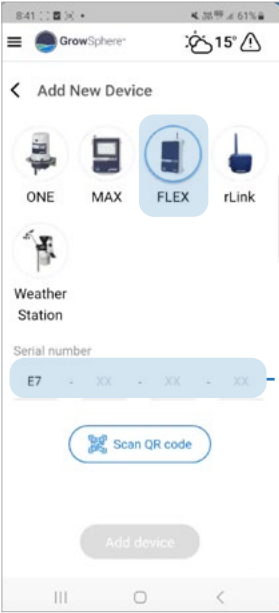 8:41
61%
GrowSphere
15°
Add New Device
ONE MAX FLEX rLink
Weather
Station
Serial number
E7 - XX - XX - XX
Scan QR code
Add device